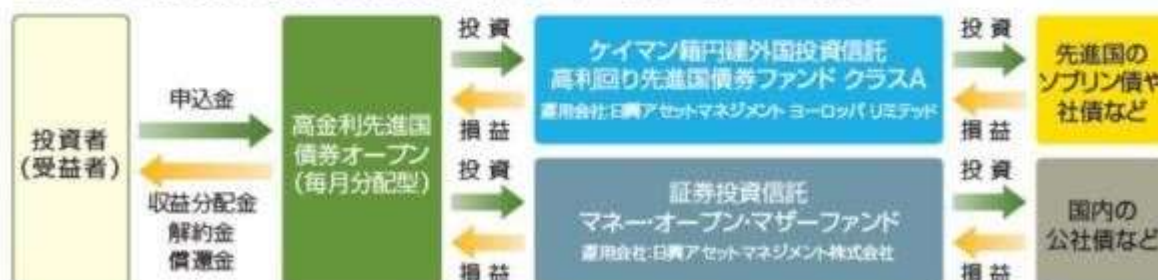 投資者
(受益者)
申込金
収益分配金
解約金
償還金
高金利先進国
債券オープン
(毎月分配型)
投資
損益
投資
損益
ケイマン籍円建外国投資信託
高利回り先進国債券ファンド クラスA
運用会社:日興アセットマネジメント ヨーロッパ リミテッド
証券投資信託
マネー・オープン・マザーファンド
運用会社:日興アセットマネジメント株式会社
投資
損益
投資
損益
先進国の
ソブリン債や
社債など
国内の
公社債など